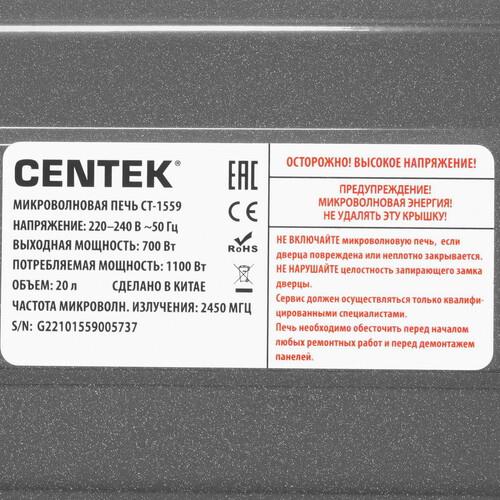 CENTEK®
МИКРОВОЛНОВАЯ ПЕЧЬ СТ-1559
НАПРЯЖЕНИЕ: 220–240 В ~50 Гц
ВЫХОДНАЯ МОЩНОСТЬ: 700 Вт
ПОТРЕБЛЯЕМАЯ МОЩНОСТЬ: 1100 Вт
ОБЪЕМ: 20 л СДЕЛАНО В КИТАЕ
ЧАСТОТА МИКРОВОЛН. ИЗЛУЧЕНИЯ: 2450 МГЦ
S/N: G22101559005737
EAC
CE
RoHS
ОСТОРОЖНО! ВЫСОКОЕ НАПРЯЖЕНИЕ!
ПРЕДУПРЕЖДЕНИЕ!
МИКРОВОЛНОВАЯ ЭНЕРГИЯ!
НЕ УДАЛЯТЬ ЭТУ КРЫШКУ!
НЕ ВКЛЮЧАЙТЕ микроволновую печь, если
дверца повреждена или неплотно закрывается.
НЕ НАРУШАЙТЕ целостность запирающего замка
дверцы.
Сервис должен осуществляться только квалифи-
цированными специалистами.
Печь необходимо обесточить перед началом
любых ремонтных работ и перед демонтажем
панелей.